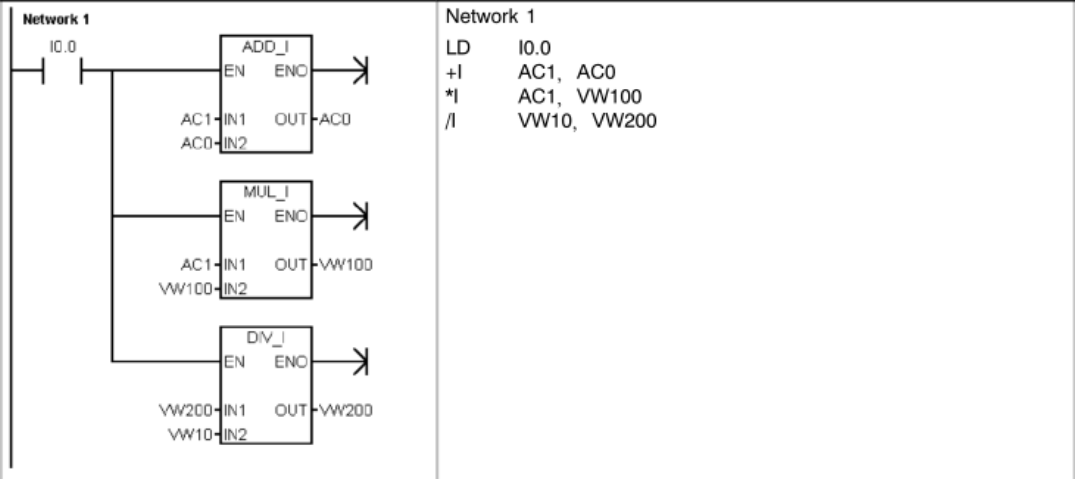 Network 1
I0.0
ADD_I
EN ENO
AC1 IN1 OUT AC0
AC0 IN2
MUL_I
EN ENO
AC1 IN1 OUT VW100
VW100 IN2
DIV_I
EN ENO
VW200 IN1 OUT VW200
VW10 IN2
Network 1
LD I0.0
+I AC1, AC0
*I AC1, VW100
/I VW10, VW200